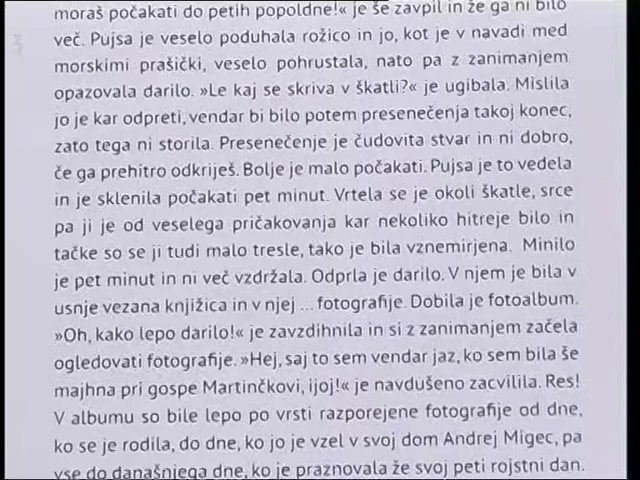 moraš počakati do petih popoldne!« je še zavpil in že ga ni bilo
več. Pujsa je veselo poduhala rožico in jo, kot je v navadi med
morskimi prašički, veselo pohrustala, nato pa z zanimanjem
opazovala darilo. »Le kaj se skriva v škatli?« je ugibala. Mislila
jo je kar odpreti, vendar bi bilo potem presenečenja takoj konec,
zato tega ni storila. Presenečenje je čudovita stvar in ni dobro,
če ga prehitro odkriješ. Bolje je malo počakati. Pujsa je to vedela
in je sklenila počakati pet minut. Vrtela se je okoli škatle, srce
pa ji je od veselega pričakovanja kar nekoliko hitreje bilo in
tačke so se ji tudi malo tresle, tako je bila vznemirjena. Minilo
je pet minut in ni več vzdržala. Odprla je darilo. V njem je bila v
usnje vezana knjižica in v njej ... fotografije. Dobila je fotoalbum.
»Oh, kako lepo darilo!« je zavzdihnila in si z zanimanjem začela
ogledovati fotografije. »Hej, saj to sem vendar jaz, ko sem bila še
majhna pri gospe Martinčkovi, ijoj!« je navdušeno zacvilila. Res!
V albumu so bile lepo po vrsti razporejene fotografije od dne,
ko se je rodila, do dne, ko jo je vzel v svoj dom Andrej Migec, pa
vse do današnjega dne, ko je praznovala že svoj peti rojstni dan.